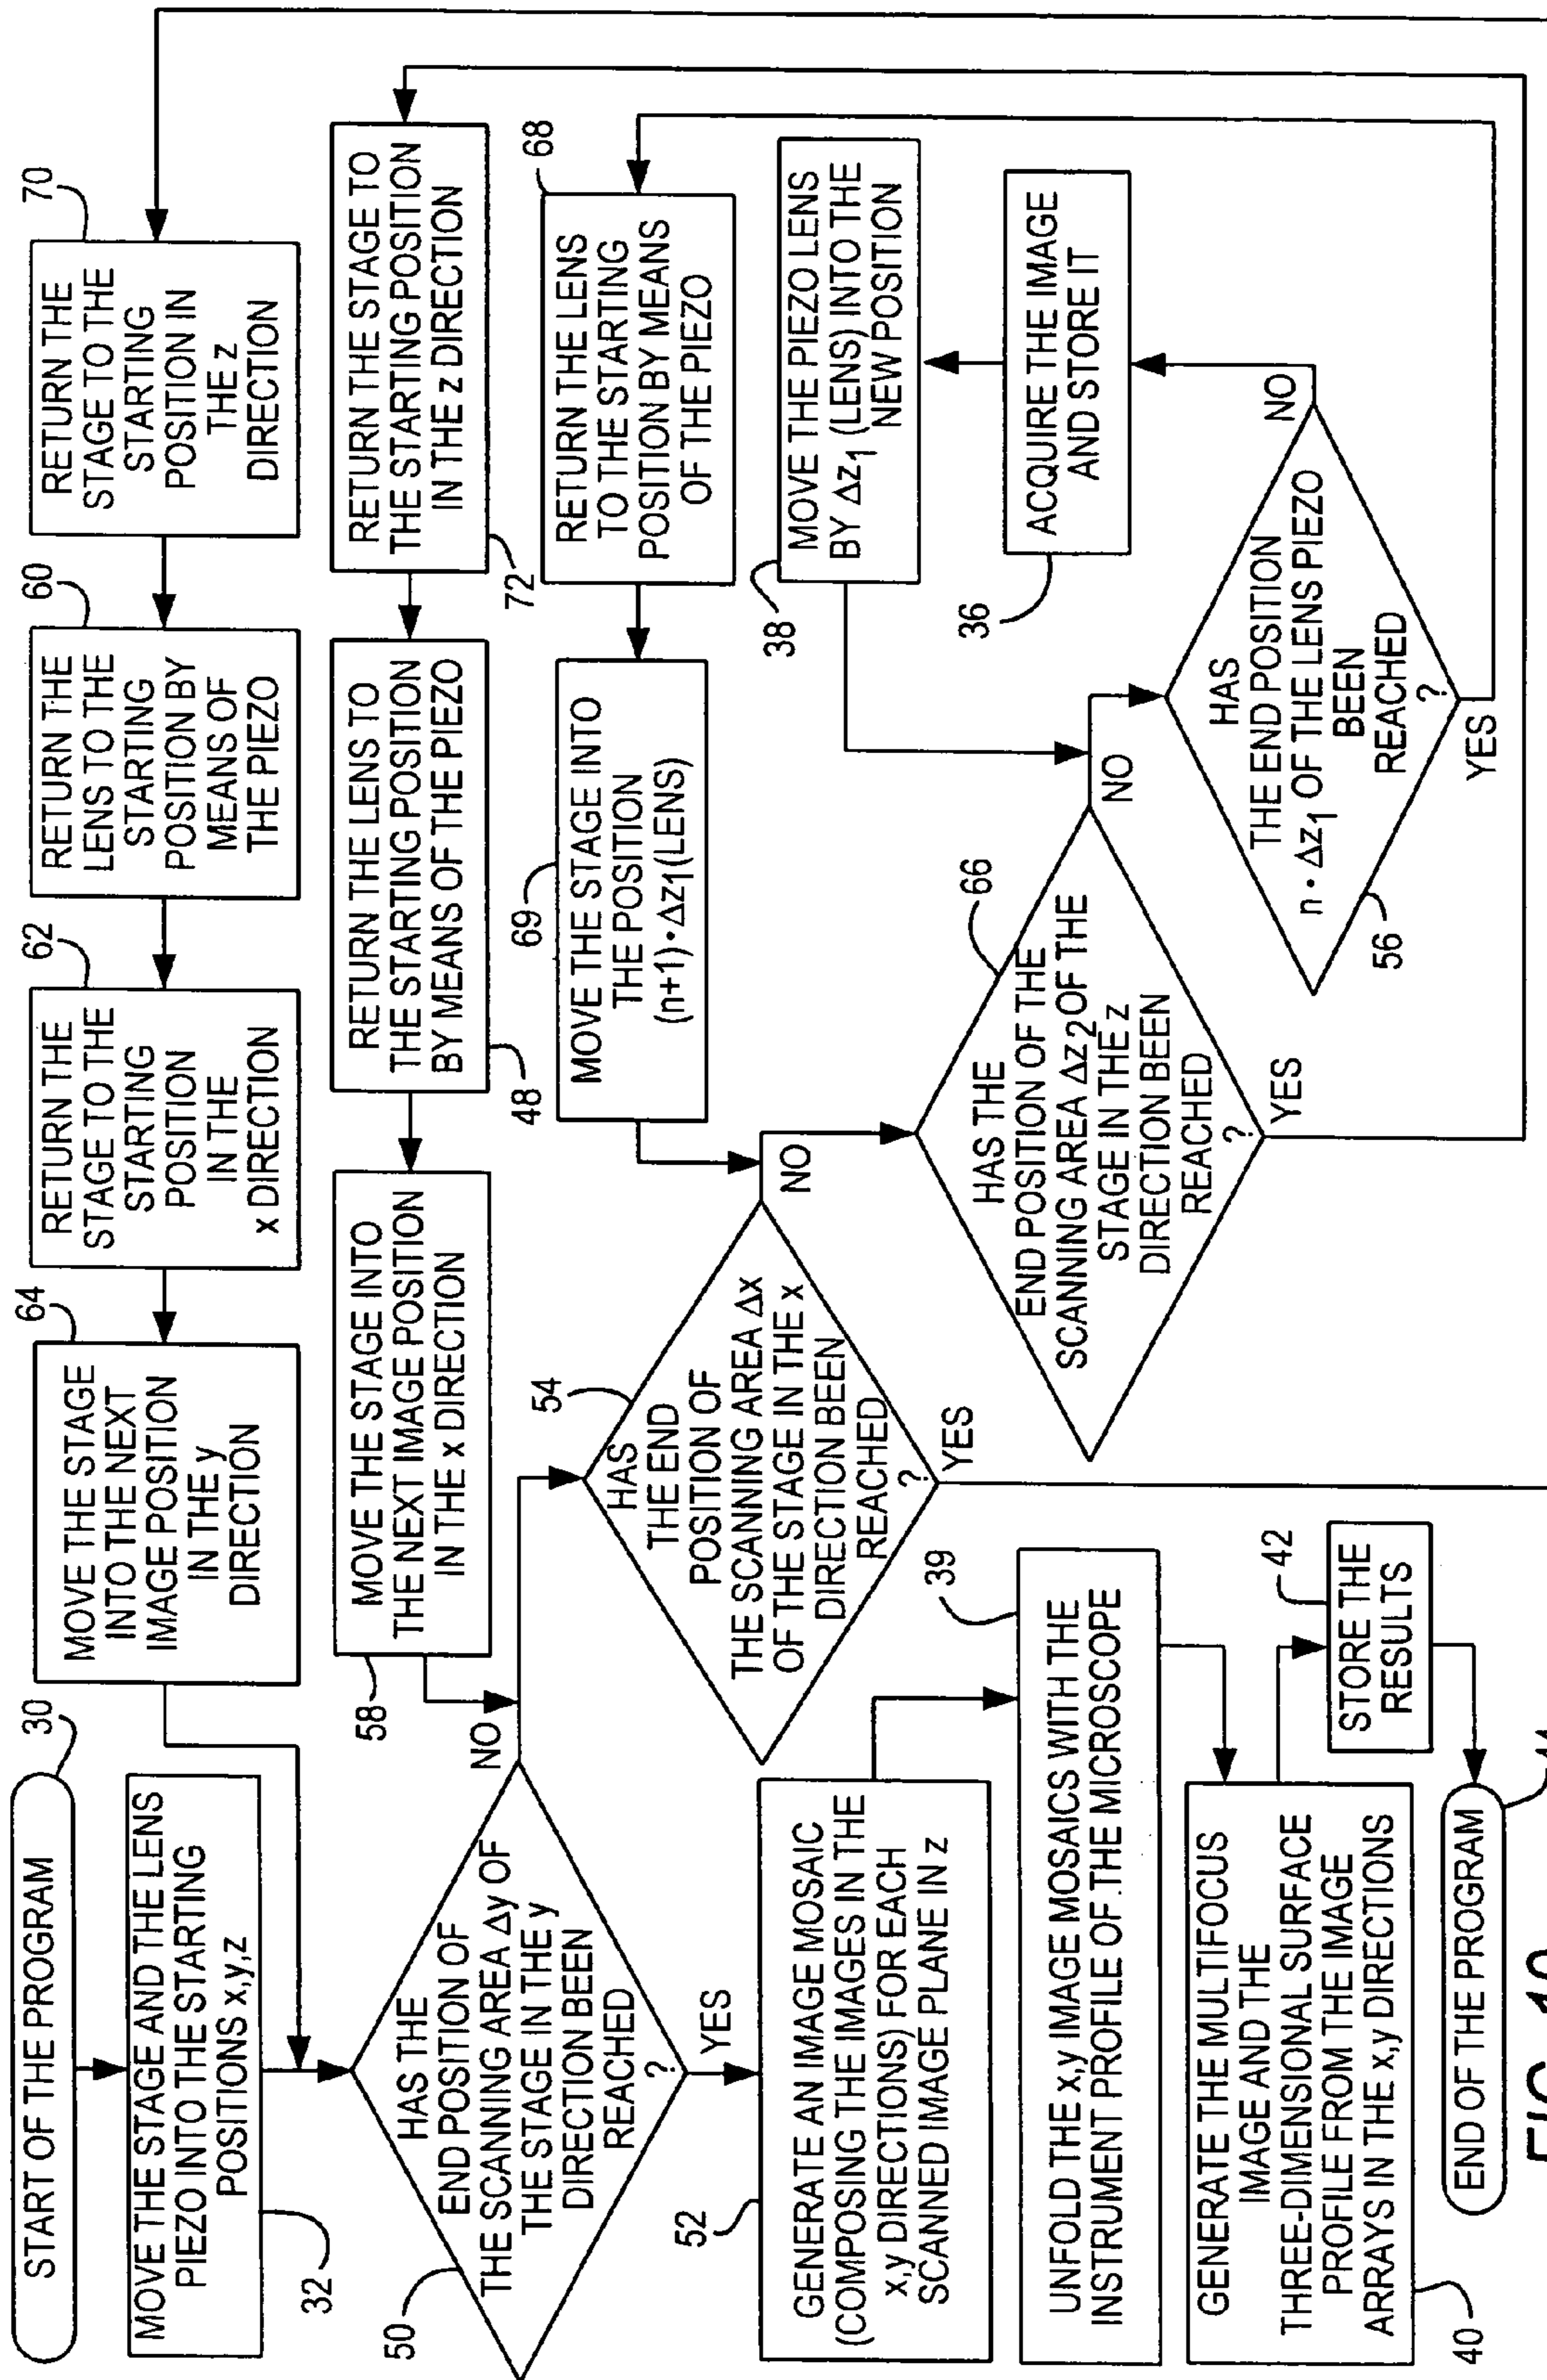 START OF THE PROGRAM
30
MOVE THE STAGE AND THE LENS
PIEZO INTO THE STARTING
POSITIONS x,y,z
32
HAS THE
END POSITION OF
THE SCANNING AREA Δy OF
THE STAGE IN THE y
DIRECTION BEEN
REACHED
?
50
NO
YES
GENERATE AN IMAGE MOSAIC
(COMPOSING THE IMAGES IN THE
x,y DIRECTIONS) FOR EACH
SCANNED IMAGE PLANE IN z
52
UNFOLD THE x,y IMAGE MOSAICS WITH THE
INSTRUMENT PROFILE OF THE MICROSCOPE
39
GENERATE THE MULTIFOCUS
IMAGE AND THE
THREE-DIMENSIONAL SURFACE
PROFILE FROM THE IMAGE
ARRAYS IN THE x,y DIRECTIONS
40
STORE THE
RESULTS
42
END OF THE PROGRAM
MOVE THE STAGE
INTO THE NEXT
IMAGE POSITION
IN THE y
DIRECTION
64
RETURN THE
STAGE TO THE
STARTING
POSITION
IN THE
x DIRECTION
62
RETURN THE
LENS TO THE
STARTING
POSITION BY
MEANS OF
THE PIEZO
60
RETURN THE
STAGE TO THE
STARTING
POSITION IN
THE z
DIRECTION
70
MOVE THE STAGE INTO
THE NEXT IMAGE POSITION
IN THE x DIRECTION
58
RETURN THE LENS TO
THE STARTING POSITION
BY MEANS OF THE PIEZO
48
RETURN THE STAGE TO
THE STARTING POSITION
IN THE z DIRECTION
72
HAS
THE END
POSITION OF
THE SCANNING AREA Δx
OF THE STAGE IN THE x
DIRECTION BEEN
REACHED
?
54
NO
YES
MOVE THE STAGE INTO
THE POSITION
(n+1)•Δz1(LENS)
69
RETURN THE LENS
TO THE STARTING
POSITION BY MEANS
OF THE PIEZO
68
HAS THE
END POSITION OF THE
SCANNING AREA Δz2 OF THE
STAGE IN THE z
DIRECTION BEEN
REACHED
?
66
NO
YES
MOVE THE PIEZO LENS
BY Δz1 (LENS) INTO THE
NEW POSITION
38
ACQUIRE THE IMAGE
AND STORE IT
36
HAS
THE END POSITION
n • Δz1 OF THE LENS PIEZO
BEEN
REACHED
?
56
NO
YES